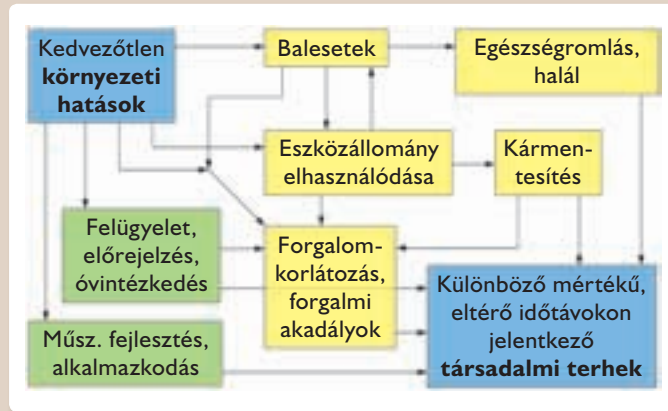 Kedvezőtlen
környezeti
hatások
Balesetek
Egészségromlás,
halál
Eszközállomány
elhasználódása
Kármen-
tesítés
Felügyelet,
előrejelzés,
óvintézkedés
Forgalom-
korlátozás,
forgalmi
akadályok
Különböző mértékű,
eltérő időtávokon
jelentkező
társadalmi terhek
Műsz. fejlesztés,
alkalmazkodás